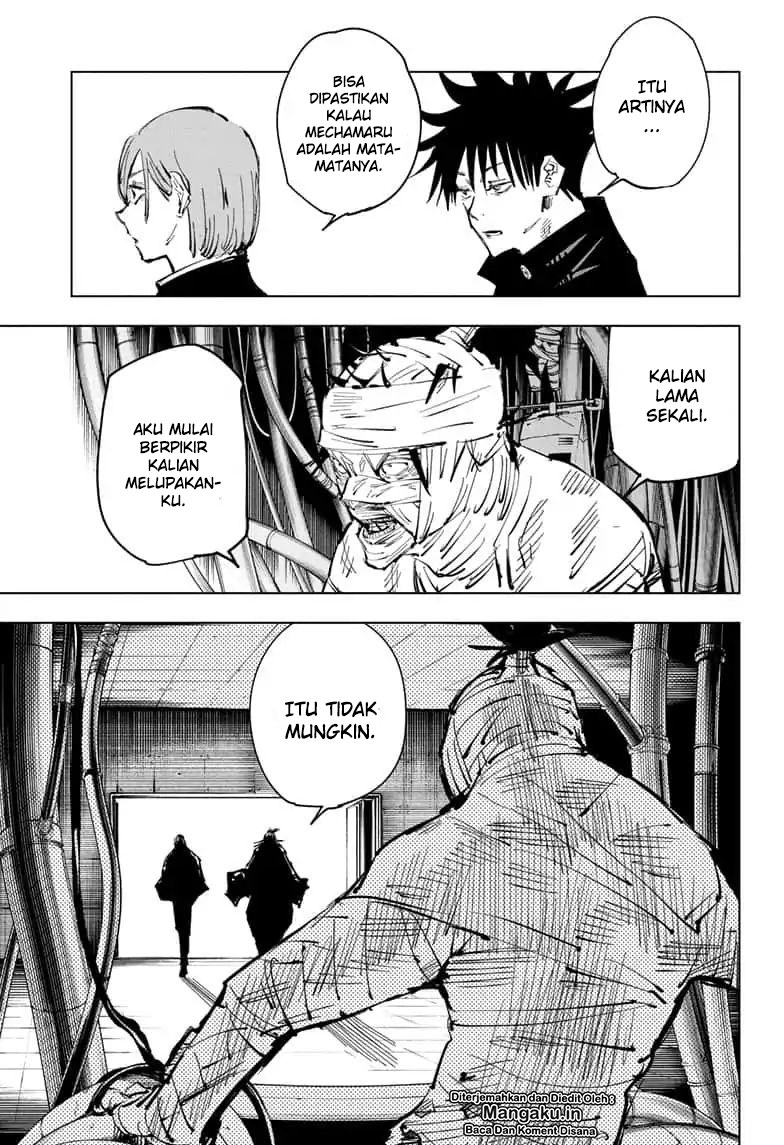 ITU
ARTINYA
...
BISA
DIPASTIKAN
KALAU
MECHAMARU
ADALAH MATA-
MATANYA.
KALIAN
LAMA
SEKALI.
AKU MULAI
BERPIKIR
KALIAN
MELUPAKAN-
KU.
ITU TIDAK
MUNGKIN.
Diterjemahkan dan Diedit Oleh:
Mangaku.in
Baca Dan Koment Disana